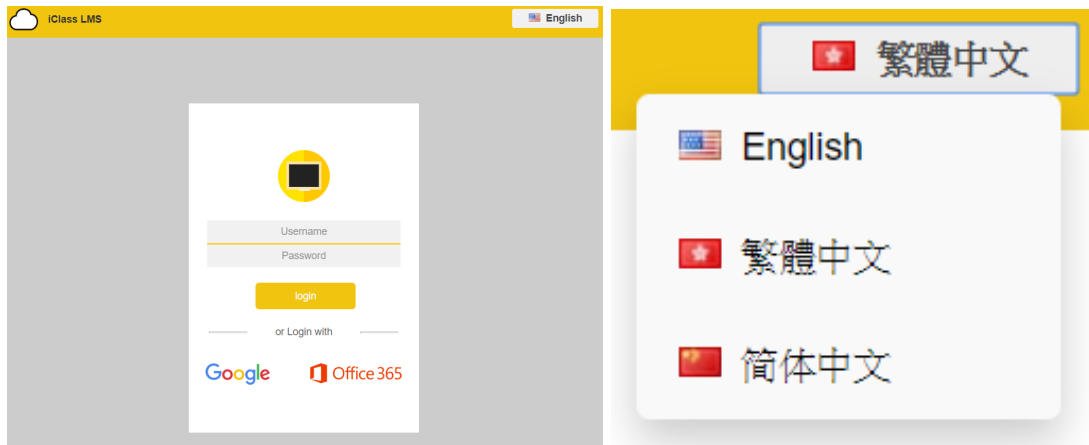 iClass LMS
English
Username
Password
login
or Login with
Google
Office 365
繁體中文
English
繁體中文
简体中文